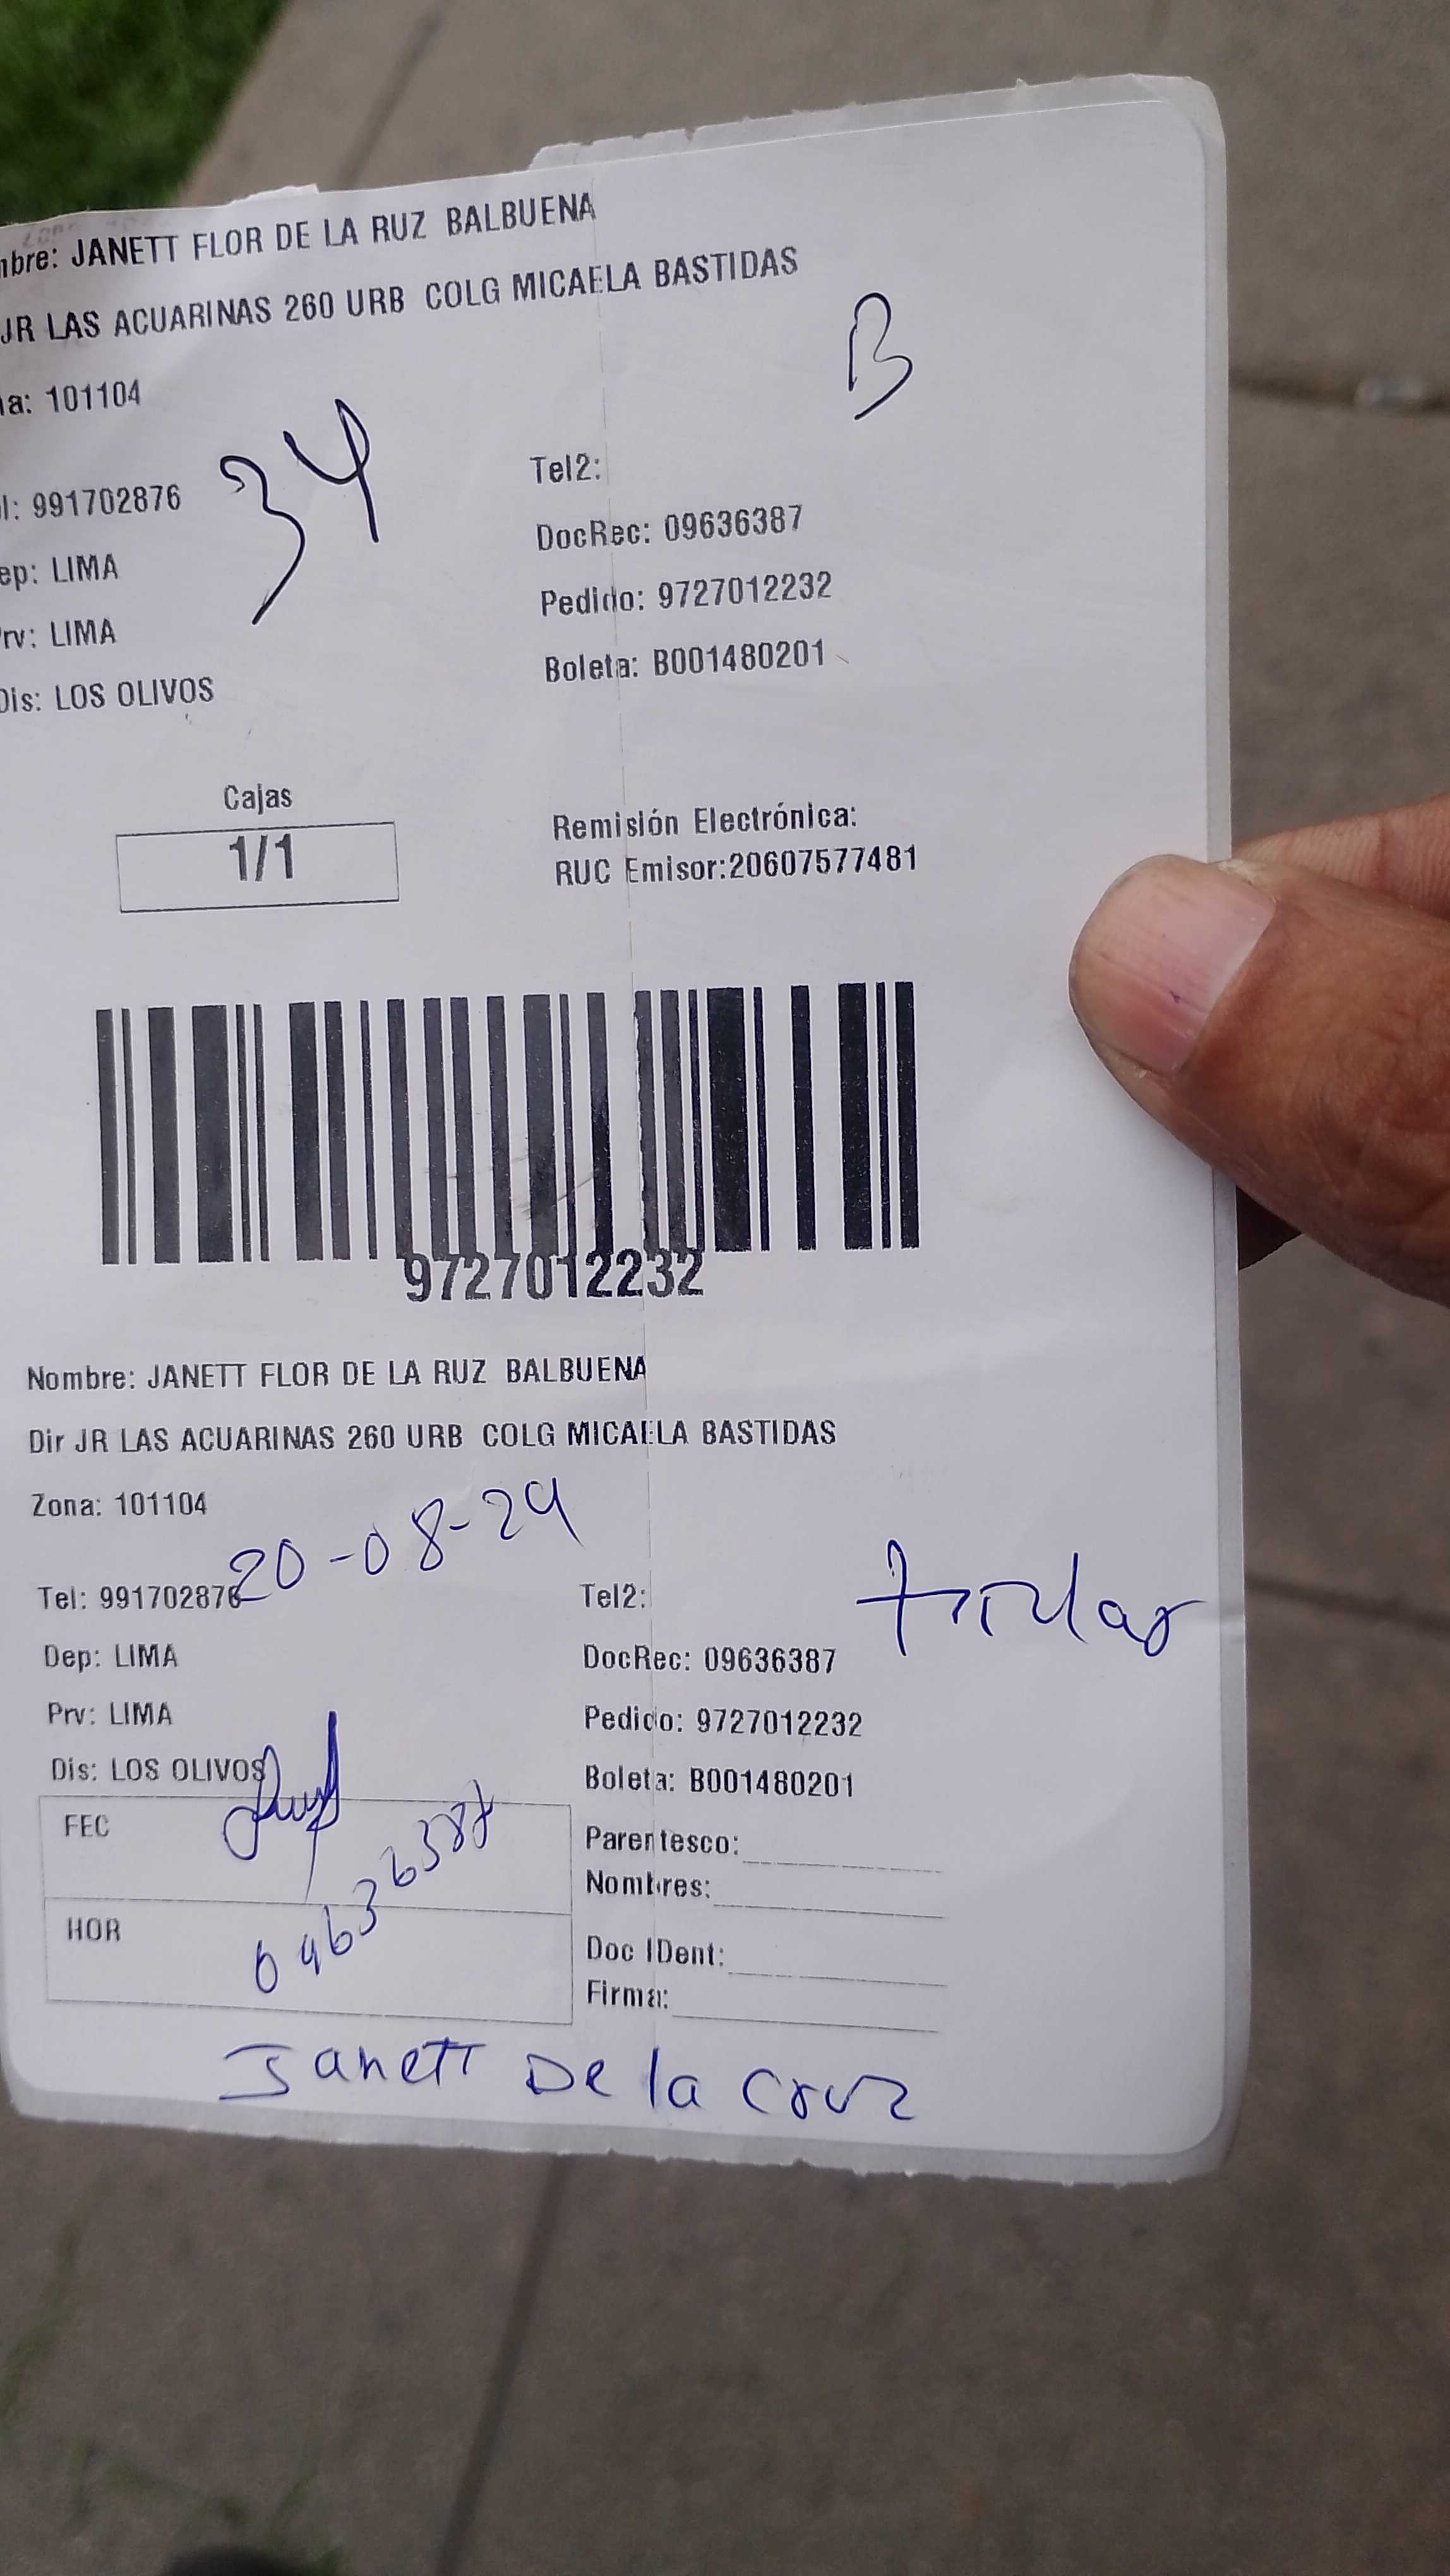 mbre: JANETT FLOR DE LA RUZ BALBUENA
JR LAS ACUARINAS 260 URB COLG MICAELA BASTIDAS
B
a: 101104
34
l: 991702876
Tel2:
DocRec: 09636387
ep: LIMA
Pedido: 9727012232
rv: LIMA
Boleta: B001480201
Dis: LOS OLIVOS
Cajas
1/1
Remisión Electrónica:
RUC Emisor:20607577481
9727012232
Nombre: JANETT FLOR DE LA RUZ BALBUENA
Dir JR LAS ACUARINAS 260 URB COLG MICAELA BASTIDAS
Zona: 101104
20-08-24
Tel: 991702876
Tel2:
titular
Dep: LIMA
DocRec: 09636387
Prv: LIMA
Pedido: 9727012232
Dis: LOS OLIVOS
Boleta: B001480201
FEC
Parentesco:
Nombres:
09636387
HOR
Doc IDent:
Firma:
Janett De la Cruz